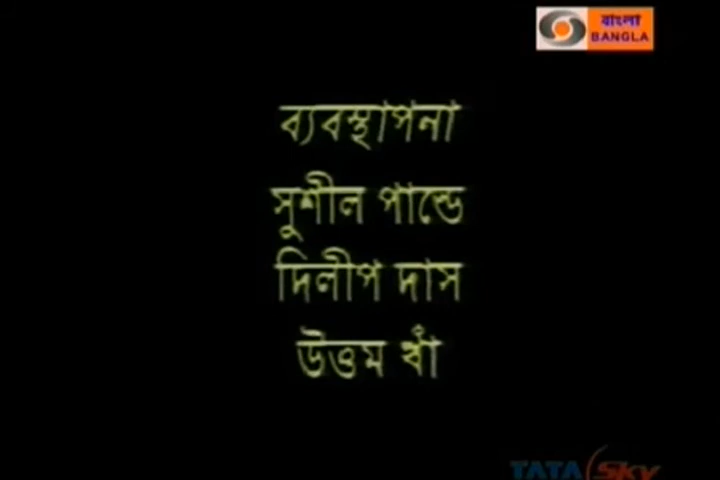 বাংলা
BANGLA
ব্যবস্থাপনা
সুশীল পান্ডে
দিলীপ দাস
উত্তম খাঁ
TATA SKY